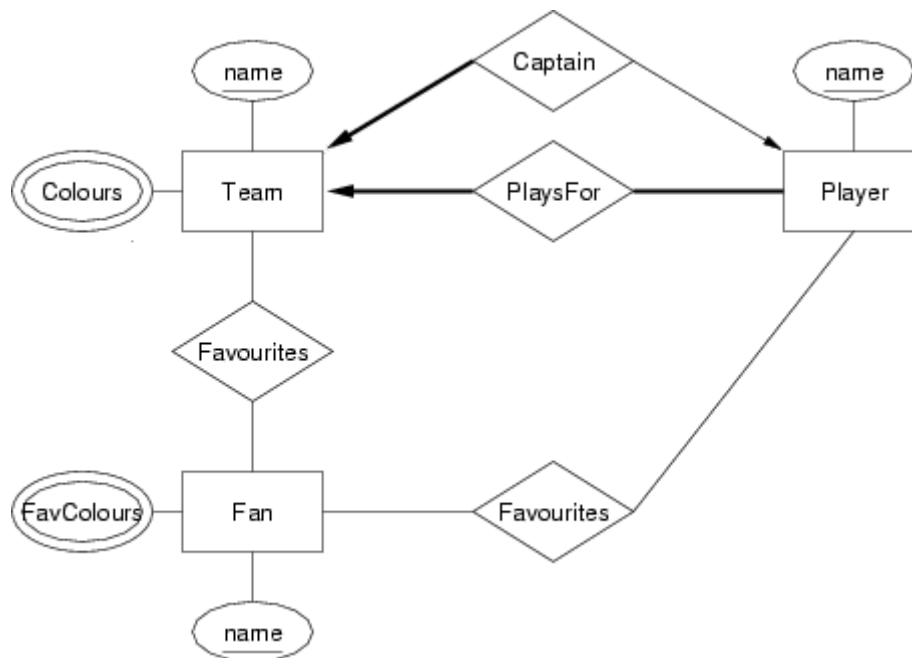 Captain
name
name
Colours
Team
PlaysFor
Player
Favourites
FavColours
Fan
Favourites
name